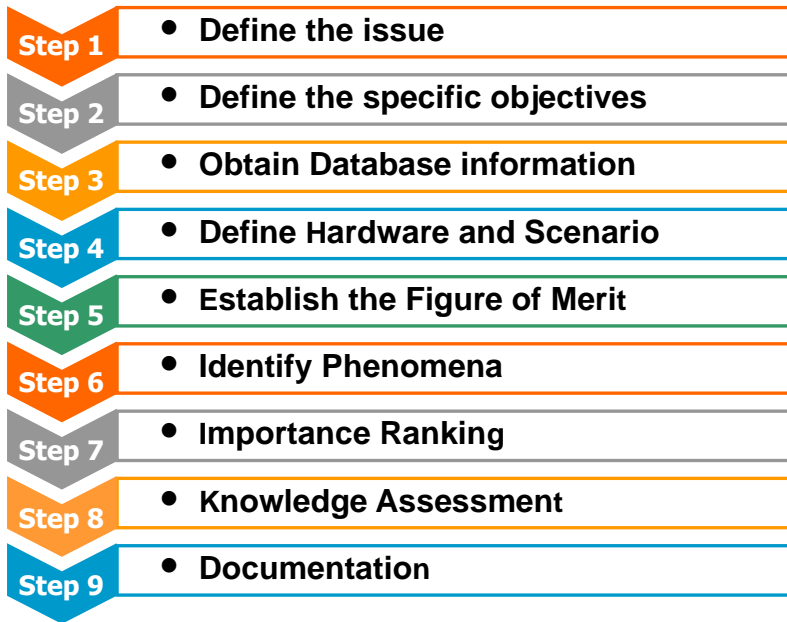 Step 1 • Define the issue
Step 2 • Define the specific objectives
Step 3 • Obtain Database information
Step 4 • Define Hardware and Scenario
Step 5 • Establish the Figure of Merit
Step 6 • Identify Phenomena
Step 7 • Importance Ranking
Step 8 • Knowledge Assessment
Step 9 • Documentation